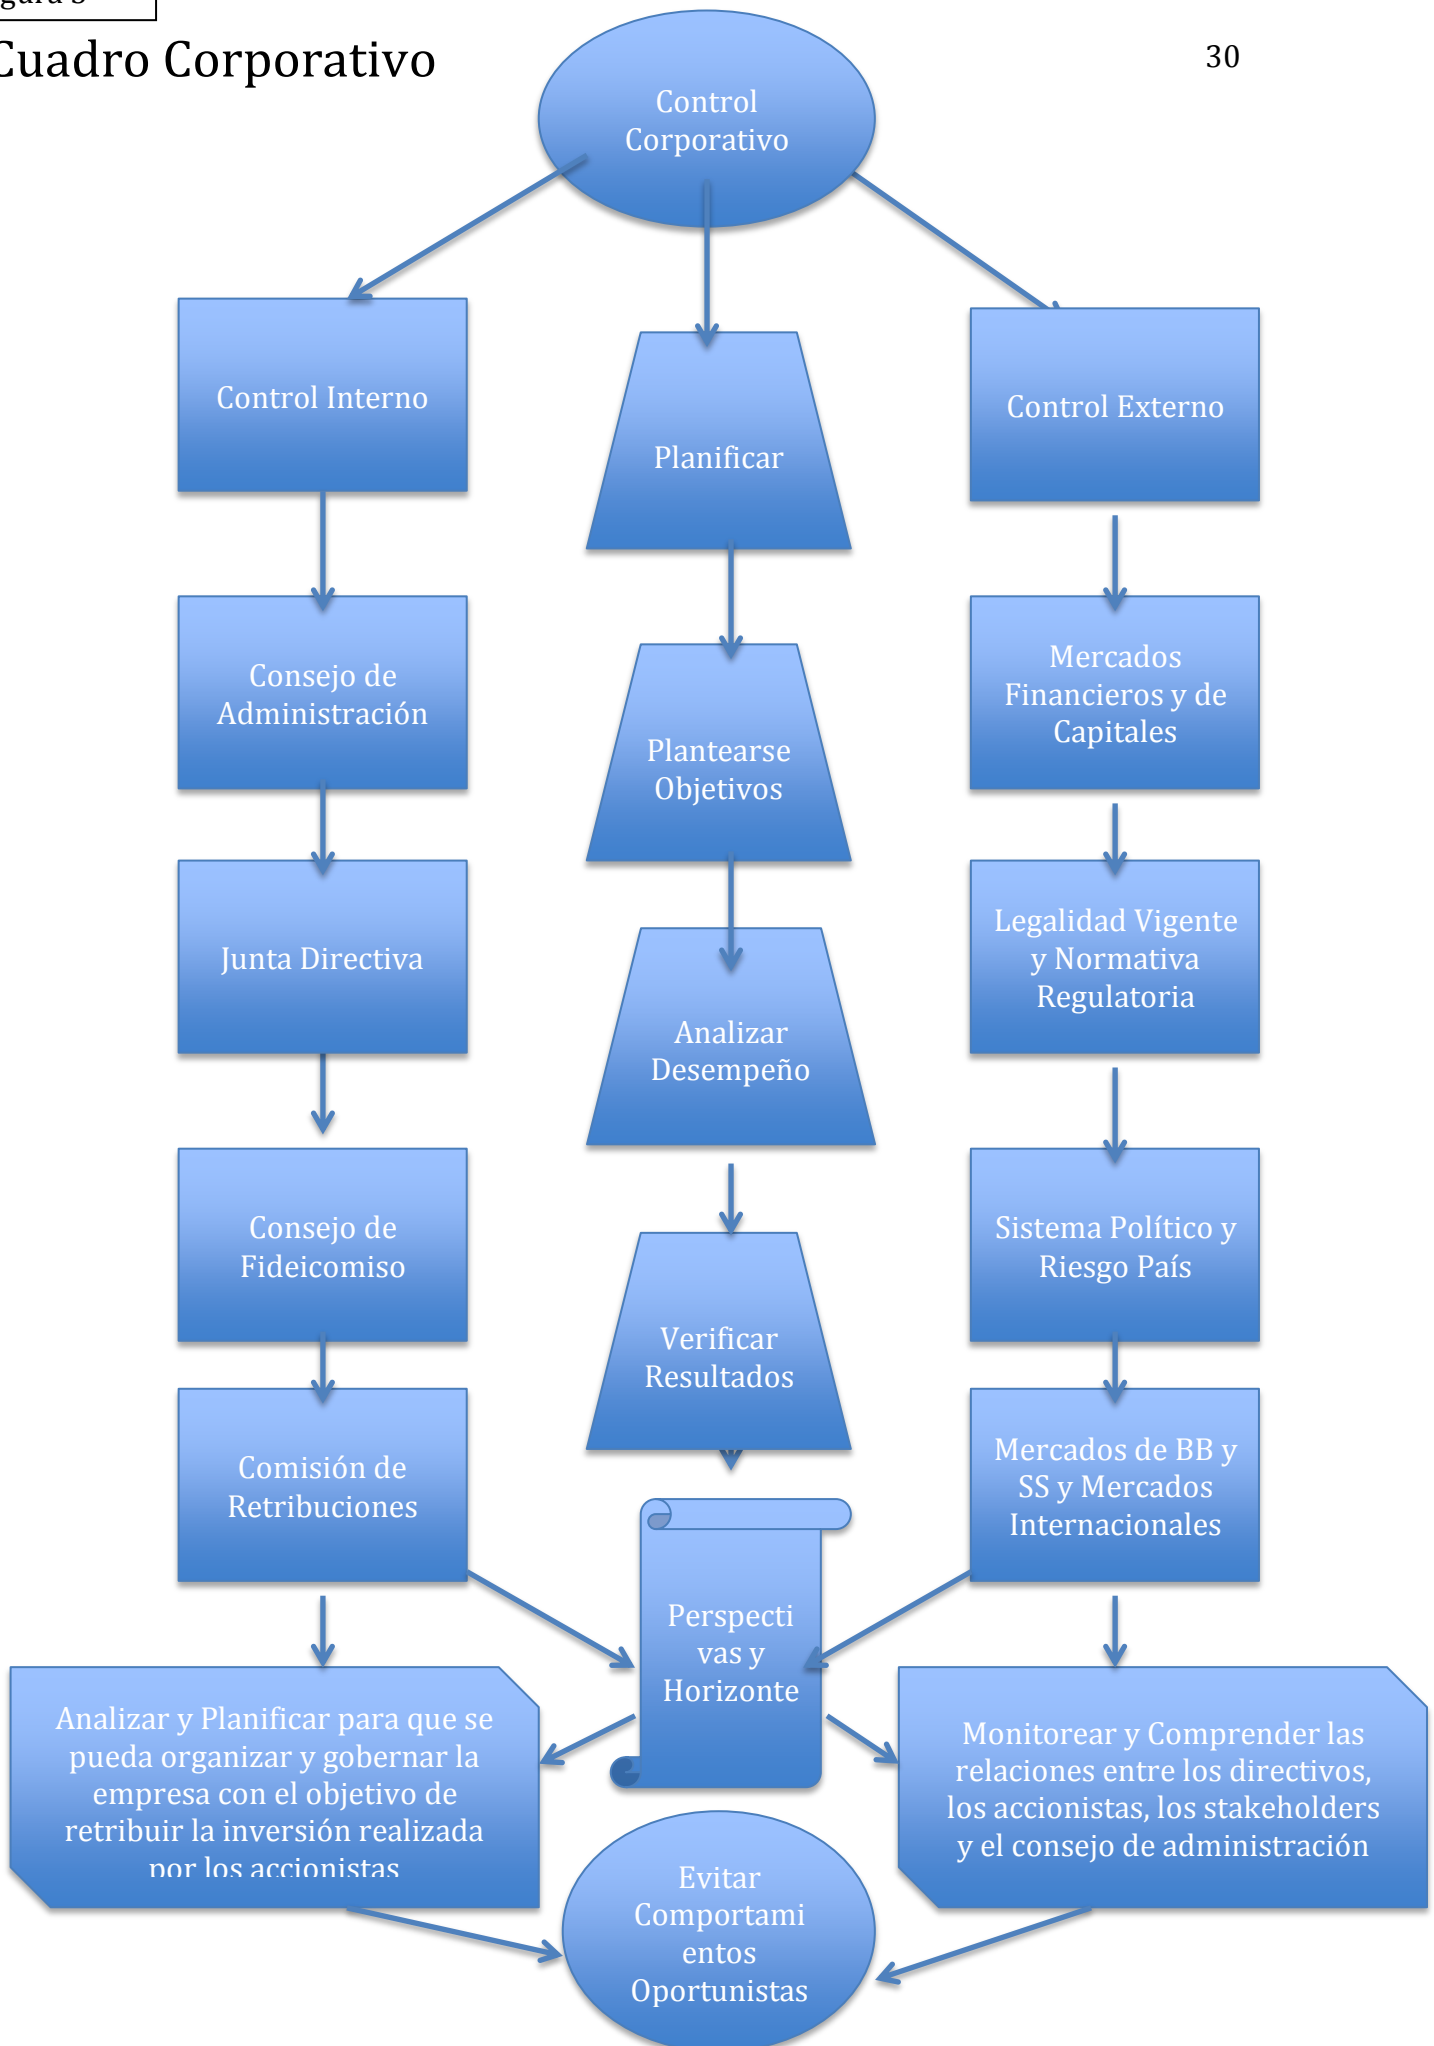 Cuadro Corporativo
30
Control
Corporativo
Control Interno
Planificar
Control Externo
Consejo de
Administración
Plantearse
Objetivos
Mercados
Financieros y de
Capitales
Junta Directiva
Analizar
Desempeño
Legalidad Vigente
y Normativa
Regulatoria
Consejo de
Fideicomiso
Verificar
Resultados
Sistema Político y
Riesgo País
Comisión de
Retribuciones
Perspecti
vas y
Horizonte
Mercados de BB y
SS y Mercados
Internacionales
Analizar y Planificar para que se
pueda organizar y gobernar la
empresa con el objetivo de
retribuir la inversión realizada
por los accionistas
Monitorear y Comprender las
relaciones entre los directivos,
los accionistas, los stakeholders
y el consejo de administración
Evitar
Comportami
entos
Oportunistas